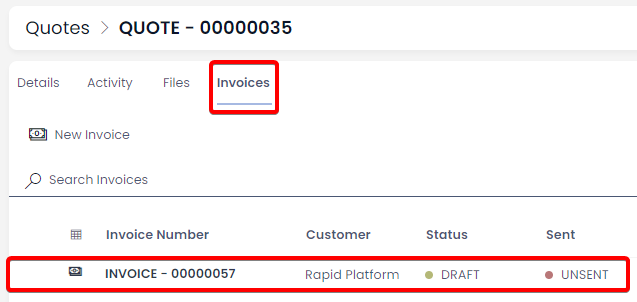 Quotes > QUOTE - 00000035
Details Activity Files Invoices
New Invoice
Search Invoices
Invoice Number Customer Status Sent
INVOICE - 00000057 Rapid Platform DRAFT UNSENT